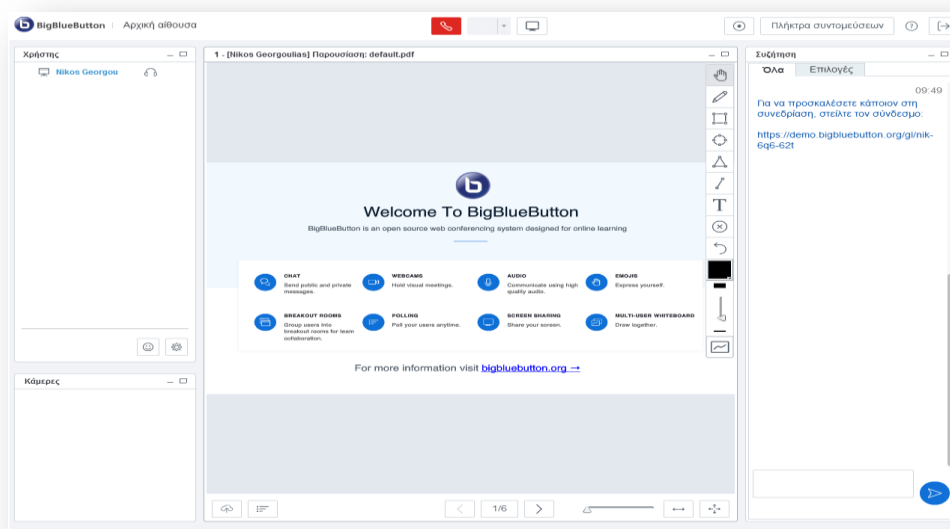 BigBlueButton Αρχική αίθουσα
Πλήκτρα συντομεύσεων
Χρήστης
Nikos Georgou
Κάμερες
1 - [Nikos Georgoulias] Παρουσίαση: default.pdf
b
Welcome To BigBlueButton
BigBlueButton is an open source web conferencing system designed for online learning
CHAT
Send public and private
messages.
WEBCAMS
Hold visual meetings.
AUDIO
Communicate using high
quality audio.
EMOJIS
Express yourself.
BREAKOUT ROOMS
Group users into
breakout rooms for team
collaboration.
POLLING
Poll your users anytime.
SCREEN SHARING
Share your screen.
MULTI-USER WHITEBOARD
Draw together.
For more information visit bigbluebutton.org →
T
1/6
Συζήτηση
Όλα Επιλογές
09:49
Για να προσκαλέσετε κάποιον στη
συνεδρίαση, στείλτε τον σύνδεσμο:
https://demo.bigbluebutton.org/gl/nik-
6q6-62t